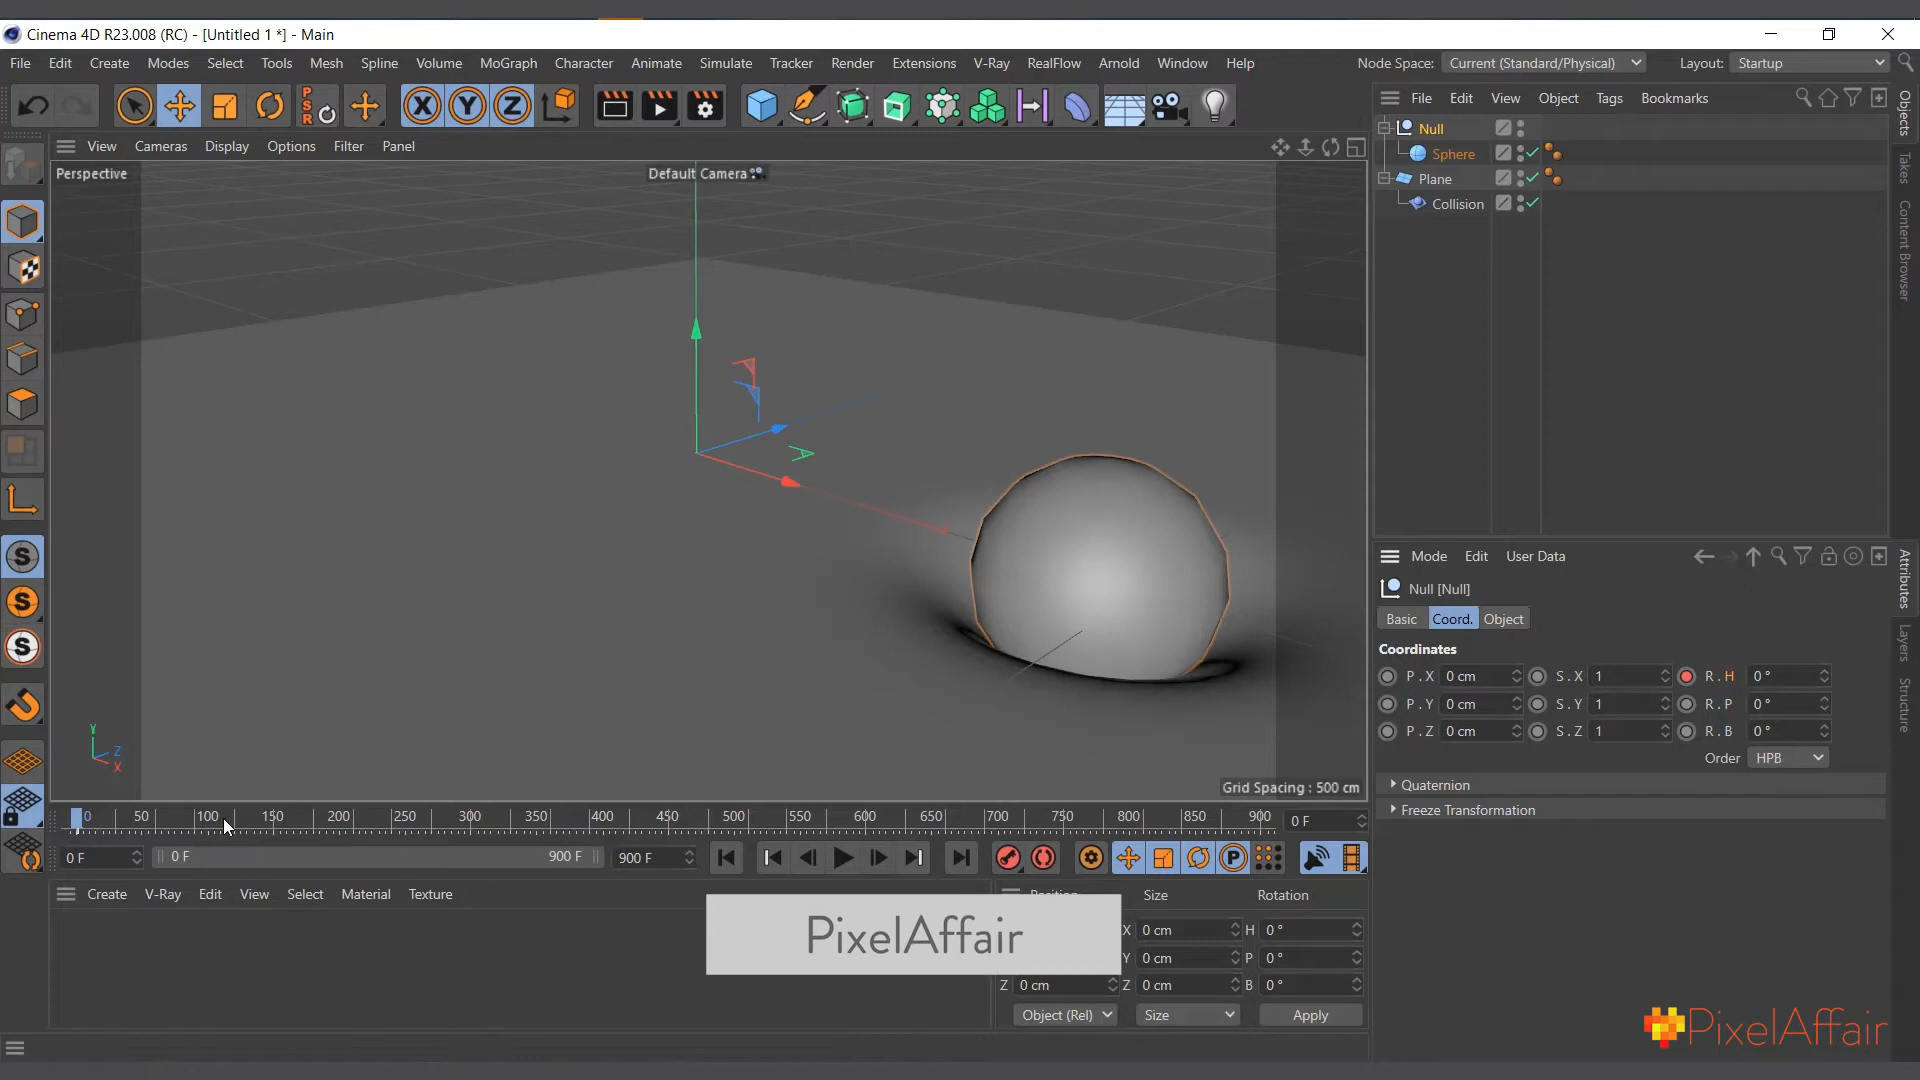 Cinema 4D R23.008 (RC) - [Untitled 1 *] - Main
File Edit Create Modes Select Tools Mesh Spline Volume MoGraph Character Animate Simulate Tracker Render Extensions V-Ray RealFlow Arnold Window Help Node Space: Current (Standard/Physical) Layout: Startup
P S R X Y Z
File Edit View Object Tags Bookmarks
View Cameras Display Options Filter Panel
Perspective
Default Camera
Null
Sphere
Plane
Collision
Objects
Takes
Content Browser
Mode Edit User Data
Null [Null]
Basic Coord. Object
Coordinates
P . X 0 cm S . X 1 R . H 0 °
P . Y 0 cm S . Y 1 R . P 0 °
P . Z 0 cm S . Z 1 R . B 0 °
Order HPB
Quaternion
Freeze Transformation
Attributes
Layers
Structure
S
S
S
Y
Z
X
Grid Spacing : 500 cm
0 50 100 150 200 250 300 350 400 450 500 550 600 650 700 750 800 850 900 0 F
0 F 0 F 900 F 900 F P
Create V-Ray Edit View Select Material Texture
Size Rotation
X 0 cm H 0 °
Y 0 cm P 0 °
Z 0 cm Z 0 cm B 0 °
Object (Rel) Size Apply
PixelAffair
PixelAffair